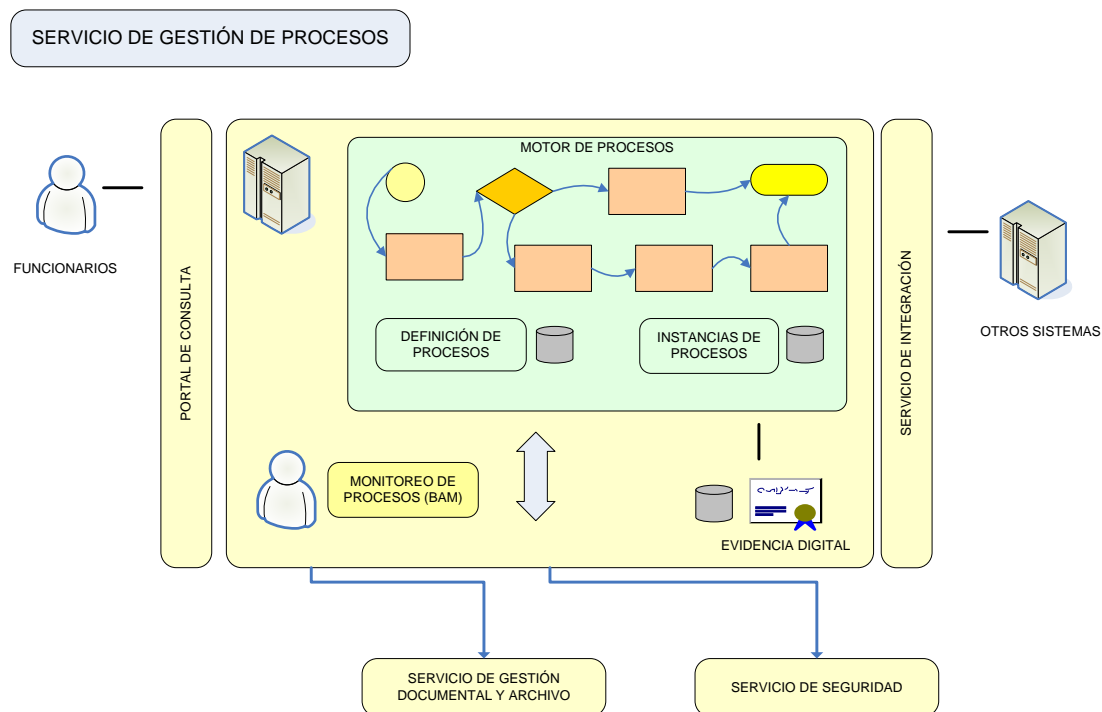 SERVICIO DE GESTIÓN DE PROCESOS
MOTOR DE PROCESOS
FUNCIONARIOS
PORTAL DE CONSULTA
DEFINICIÓN DE
PROCESOS
INSTANCIAS DE
PROCESOS
SERVICIO DE INTEGRACIÓN
OTROS SISTEMAS
MONITOREO DE
PROCESOS (BAM)
EVIDENCIA DIGITAL
SERVICIO DE GESTIÓN
DOCUMENTAL Y ARCHIVO
SERVICIO DE SEGURIDAD